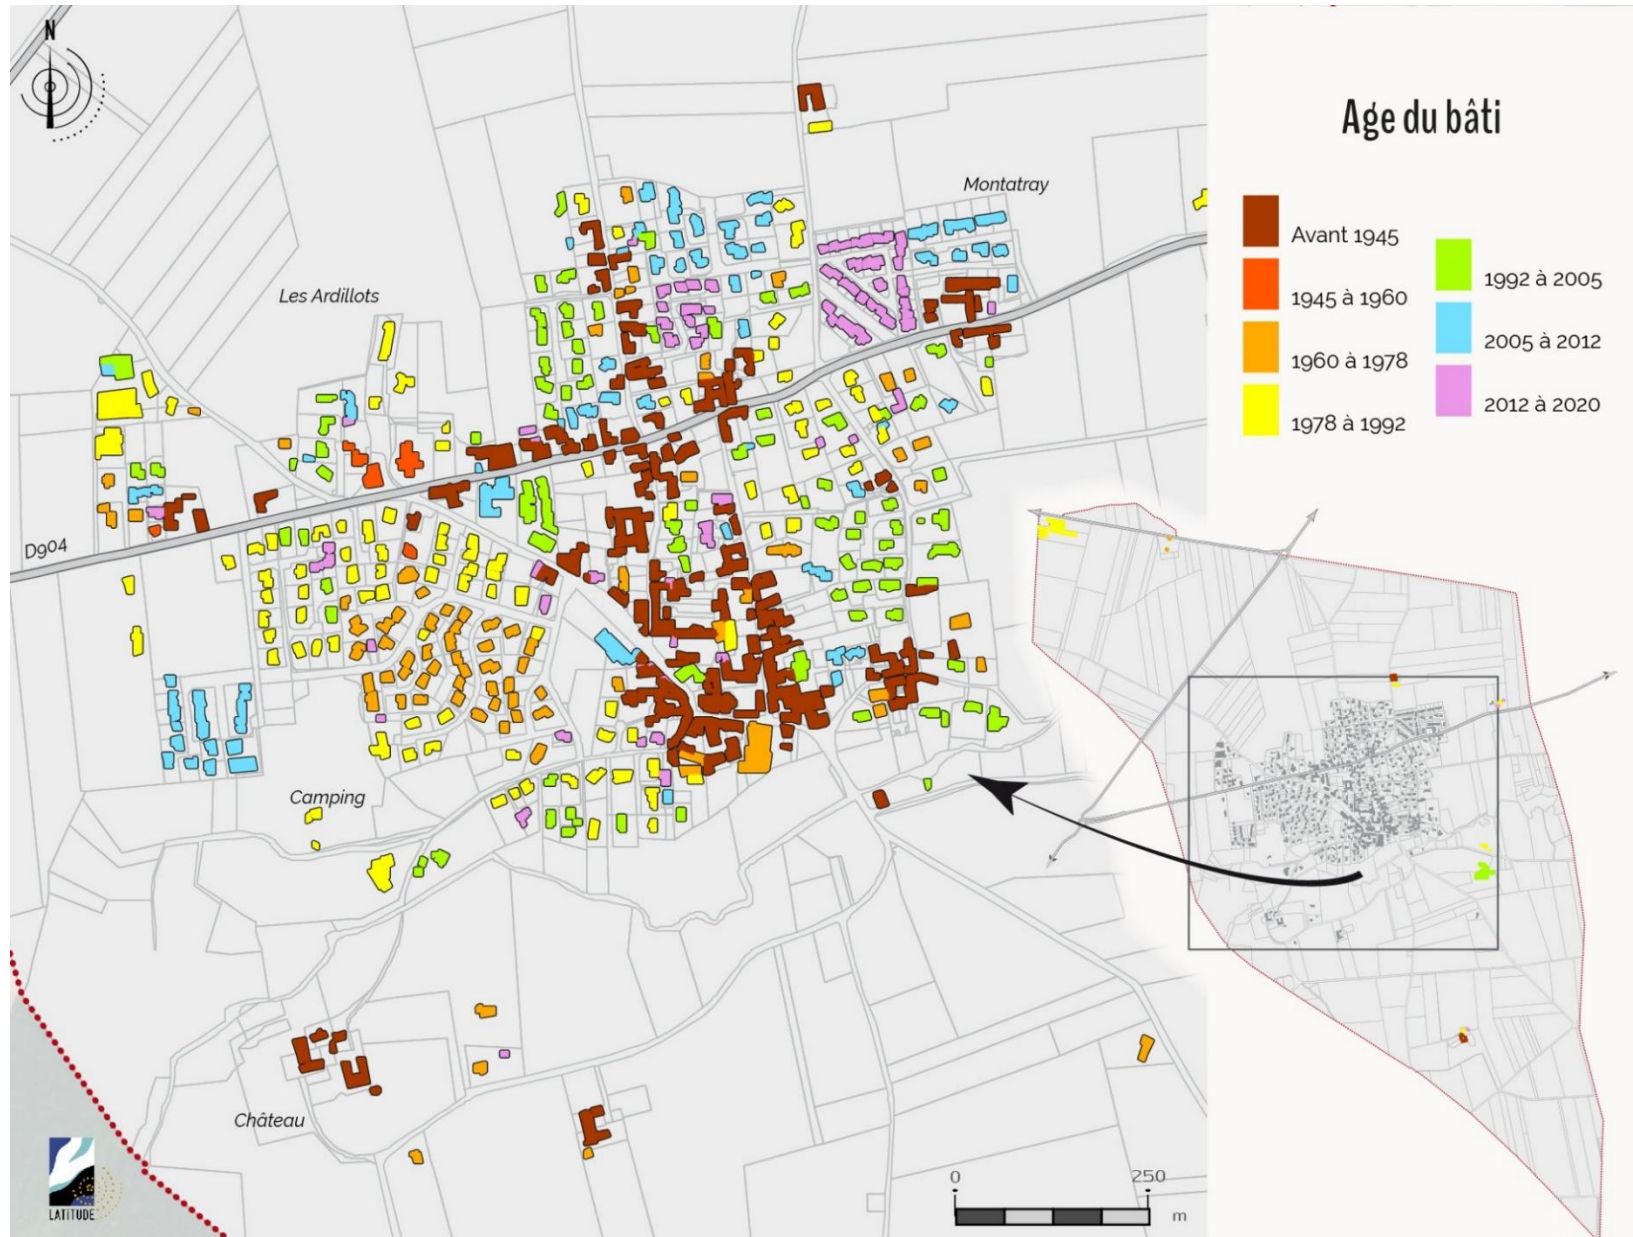 N
Age du bâti
Montatray
Avant 1945
1945 à 1960
1960 à 1978
1978 à 1992
1992 à 2005
2005 à 2012
2012 à 2020
Les Ardillots
D904
Camping
Château
LATITUDE
0 250
m